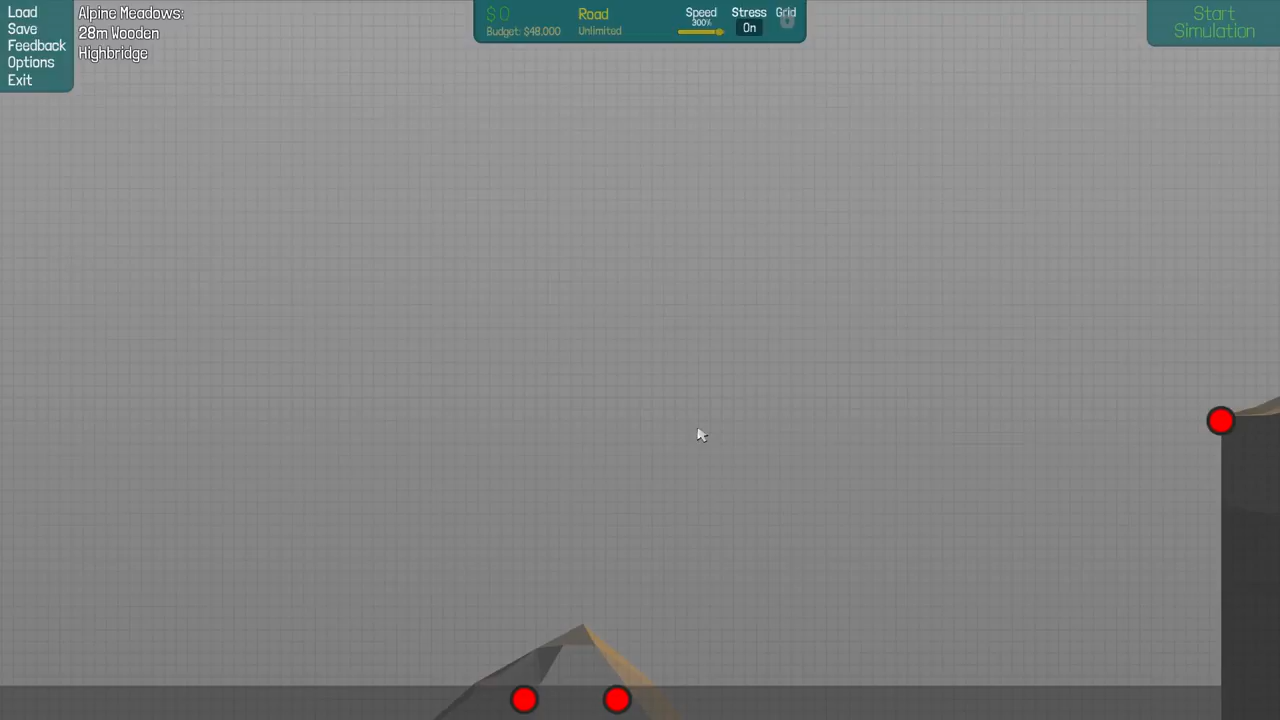 Load
Save
Feedback
Options
Exit
Alpine Meadows:
28m Wooden
Highbridge
$ 0
Budget: $48,000
Road
Unlimited
Speed
300%
Stress
On
Grid
Start
Simulation